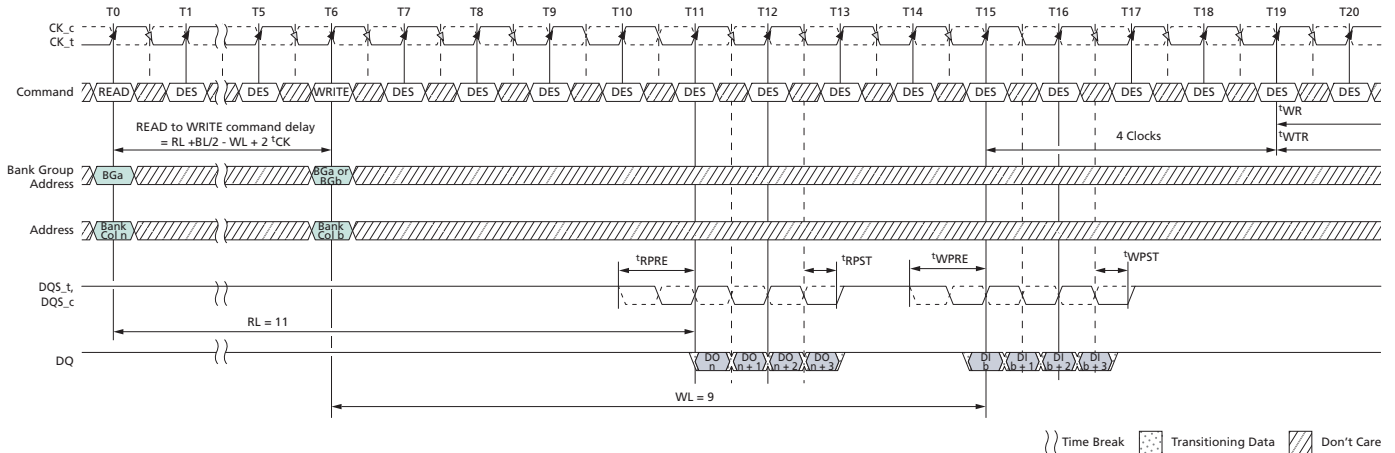 T0 T1 T5 T6 T7 T8 T9 T10 T11 T12 T13 T14 T15 T16 T17 T18 T19 T20
CK_c
CK_t
Command READ DES DES WRITE DES DES DES DES DES DES DES DES DES DES DES DES DES DES
tWR
READ to WRITE command delay
= RL +BL/2 - WL + 2 tCK
4 Clocks
tWTR
Bank Group
Address
BGa
BGa or
BGb
Address
Bank
Col n
Bank
Col b
tRPRE tRPST tWPRE tWPST
DQS_t,
DQS_c
RL = 11
DQ
DO
n
DO
n + 1
DO
n + 2
DO
n + 3
DI
b
DI
b + 1
DI
b + 2
DI
b + 3
WL = 9
Time Break Transitioning Data Don't Care